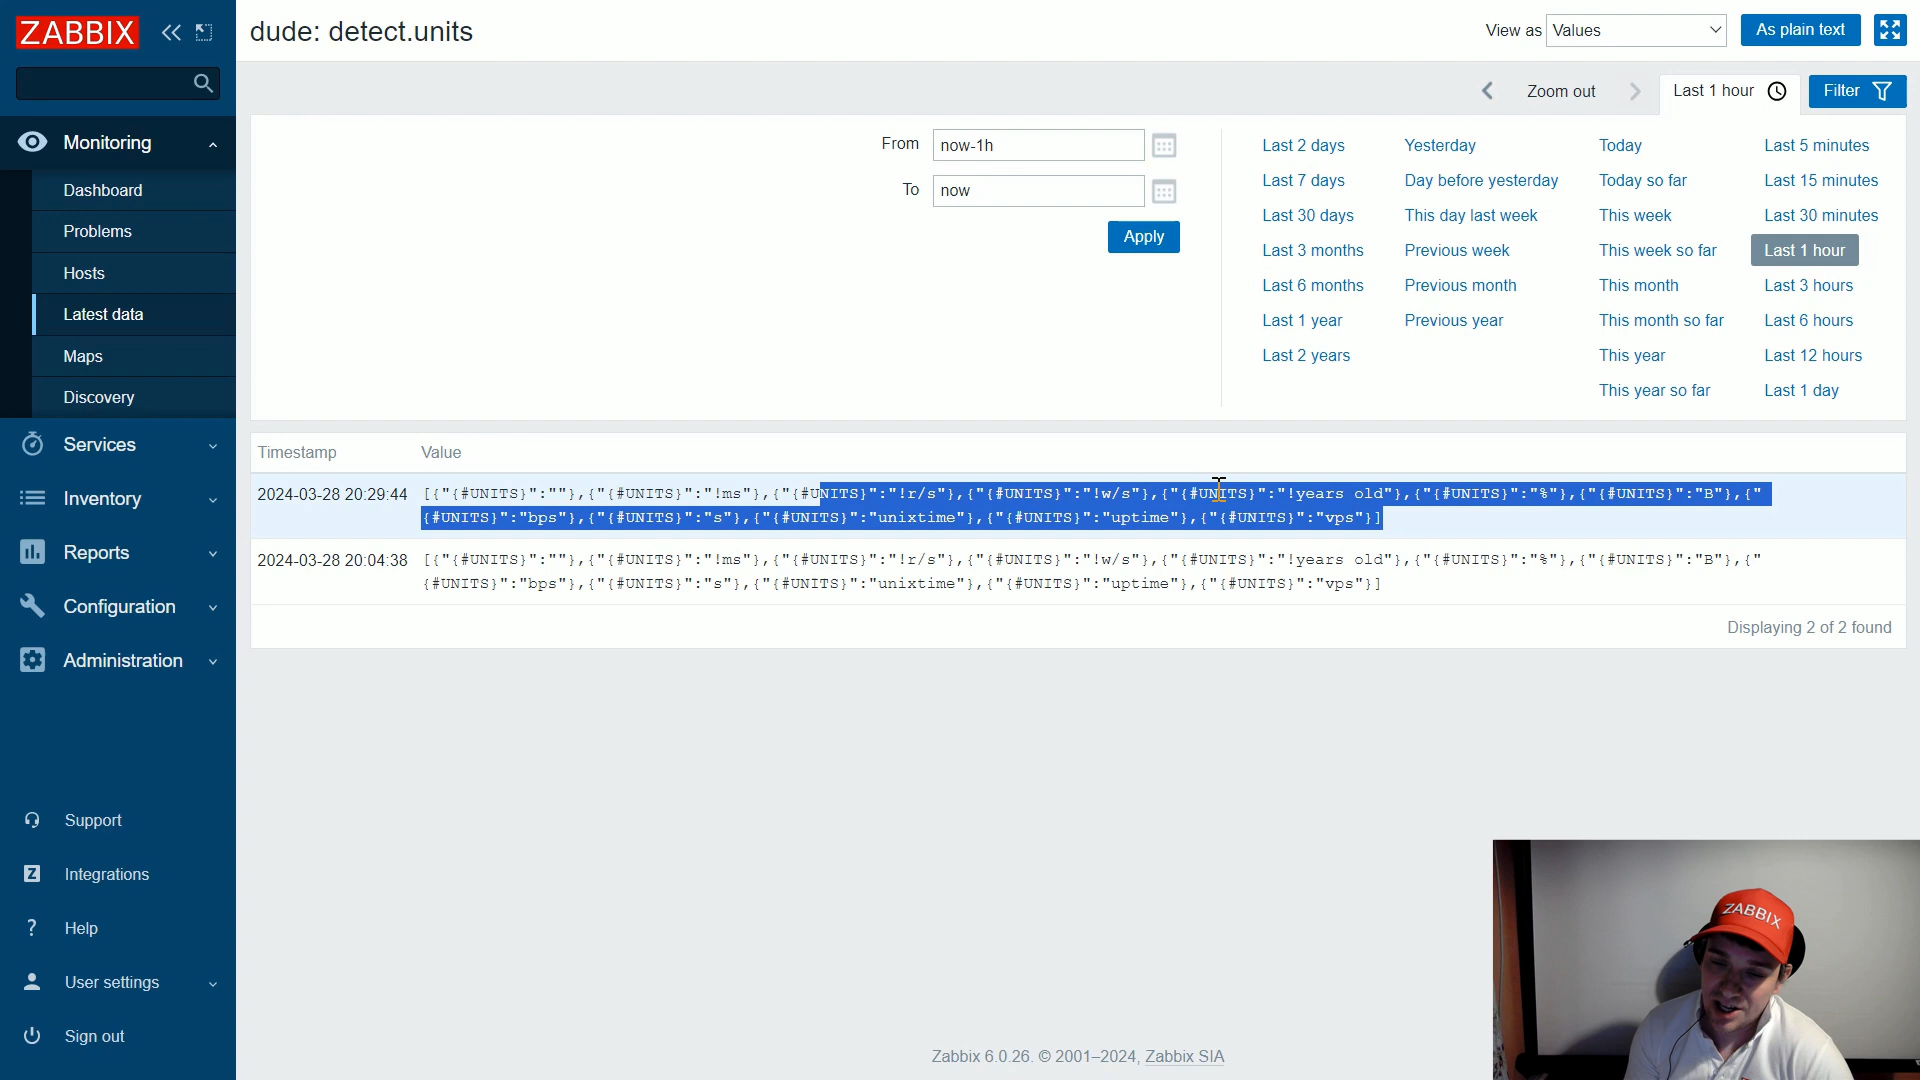 ZABBIX
dude: detect.units
View as Values
As plain text
Zoom out
Last 1 hour
Filter
Monitoring
Dashboard
Problems
Hosts
Latest data
Maps
Discovery
Services
Inventory
Reports
Configuration
Administration
Support
Integrations
Help
User settings
Sign out
From now-1h
To now
Apply
Last 2 days Yesterday Today Last 5 minutes
Last 7 days Day before yesterday Today so far Last 15 minutes
Last 30 days This day last week This week Last 30 minutes
Last 3 months Previous week This week so far Last 1 hour
Last 6 months Previous month This month Last 3 hours
Last 1 year Previous year This month so far Last 6 hours
Last 2 years This year Last 12 hours
This year so far Last 1 day
Timestamp Value
2024-03-28 20:29:44 [{"{#UNITS}":""},{"{#UNITS}":"!ms"},{"{#UNITS}":"!r/s"},{"{#UNITS}":"!w/s"},{"{#UNITS}":"!years old"},{"{#UNITS}":"%"},{"{#UNITS}":"B"},{"
{#UNITS}":"bps"},{"{#UNITS}":"s"},{"{#UNITS}":"unixtime"},{"{#UNITS}":"uptime"},{"{#UNITS}":"vps"}]
2024-03-28 20:04:38 [{"{#UNITS}":""},{"{#UNITS}":"!ms"},{"{#UNITS}":"!r/s"},{"{#UNITS}":"!w/s"},{"{#UNITS}":"!years old"},{"{#UNITS}":"%"},{"{#UNITS}":"B"},{"
{#UNITS}":"bps"},{"{#UNITS}":"s"},{"{#UNITS}":"unixtime"},{"{#UNITS}":"uptime"},{"{#UNITS}":"vps"}]
Displaying 2 of 2 found
ZABBIX
Zabbix 6.0.26. © 2001–2024, Zabbix SIA